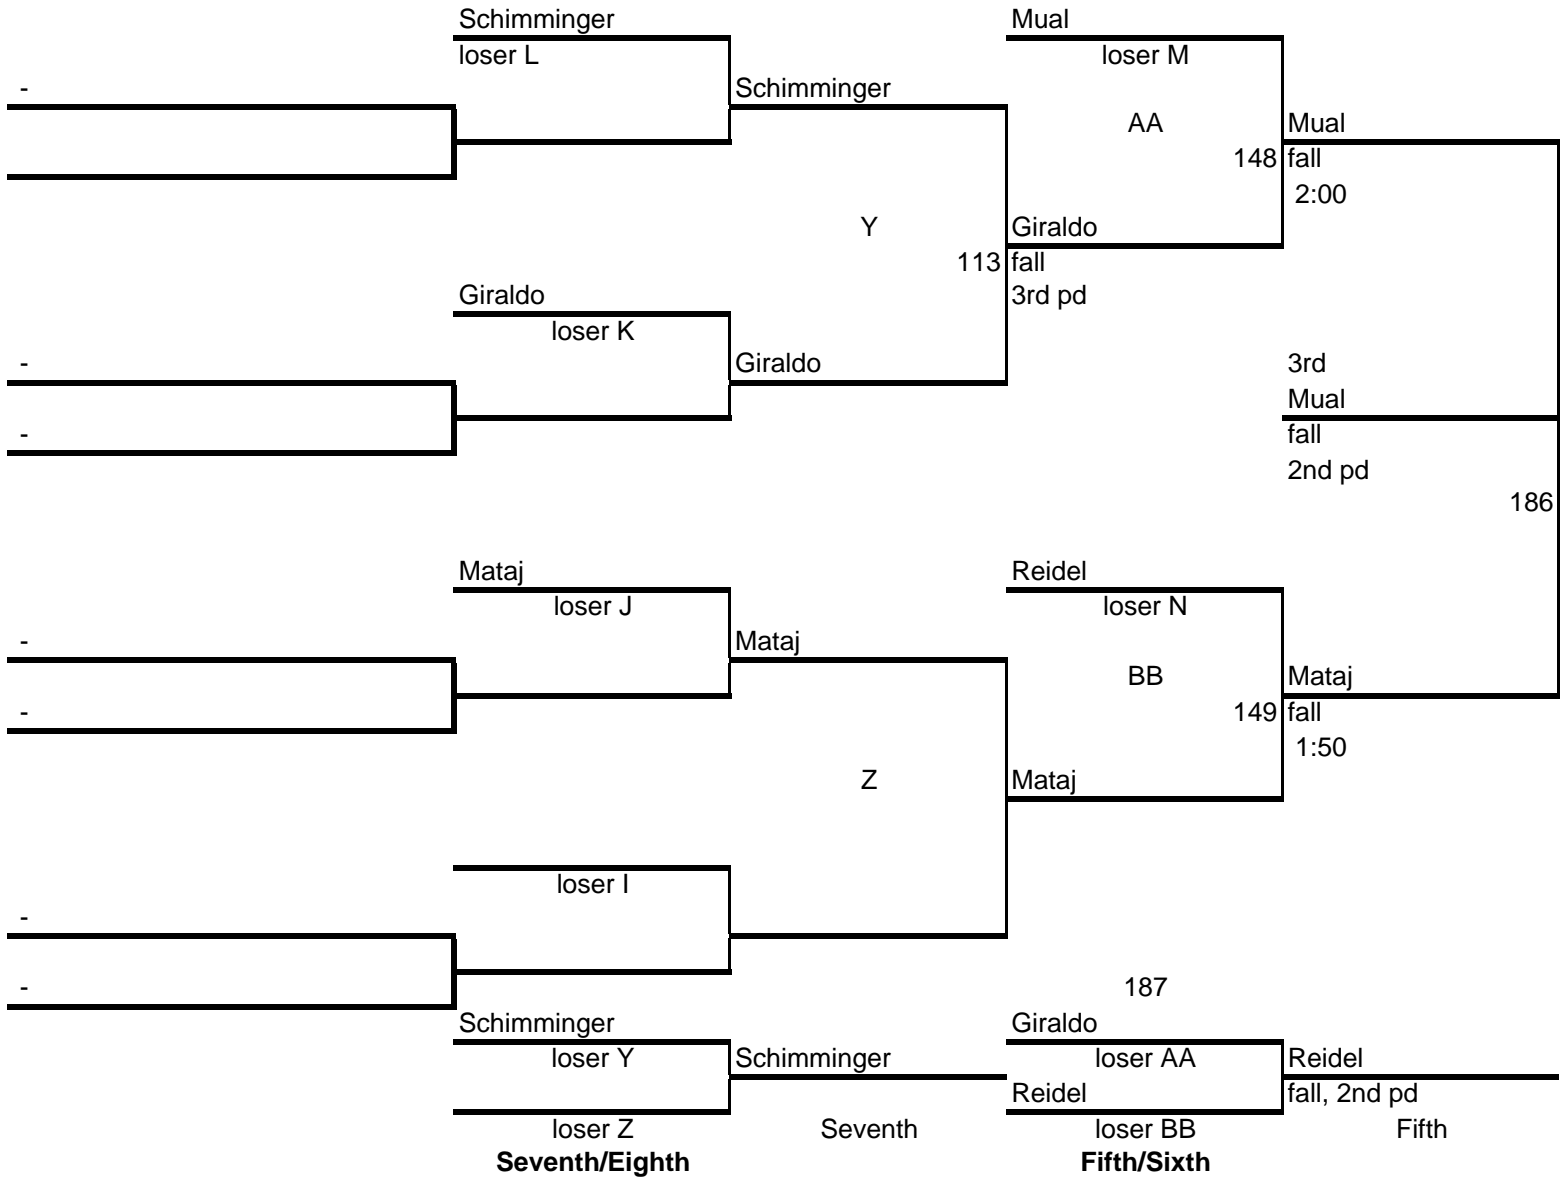 Schimminger
Mual
loser L
loser M
-
Schimminger
AA
Mual
148
fall
2:00
Y
Giraldo
113
fall
Giraldo
3rd pd
loser K
-
Giraldo
3rd
Mual
-
fall
2nd pd
186
Mataj
Reidel
loser J
loser N
-
Mataj
BB
Mataj
-
149
fall
1:50
Z
Mataj
loser I
-
-
187
Schimminger
Giraldo
loser Y
Schimminger
loser AA
Reidel
Reidel
fall, 2nd pd
loser Z
Seventh
loser BB
Fifth
Seventh/Eighth
Fifth/Sixth